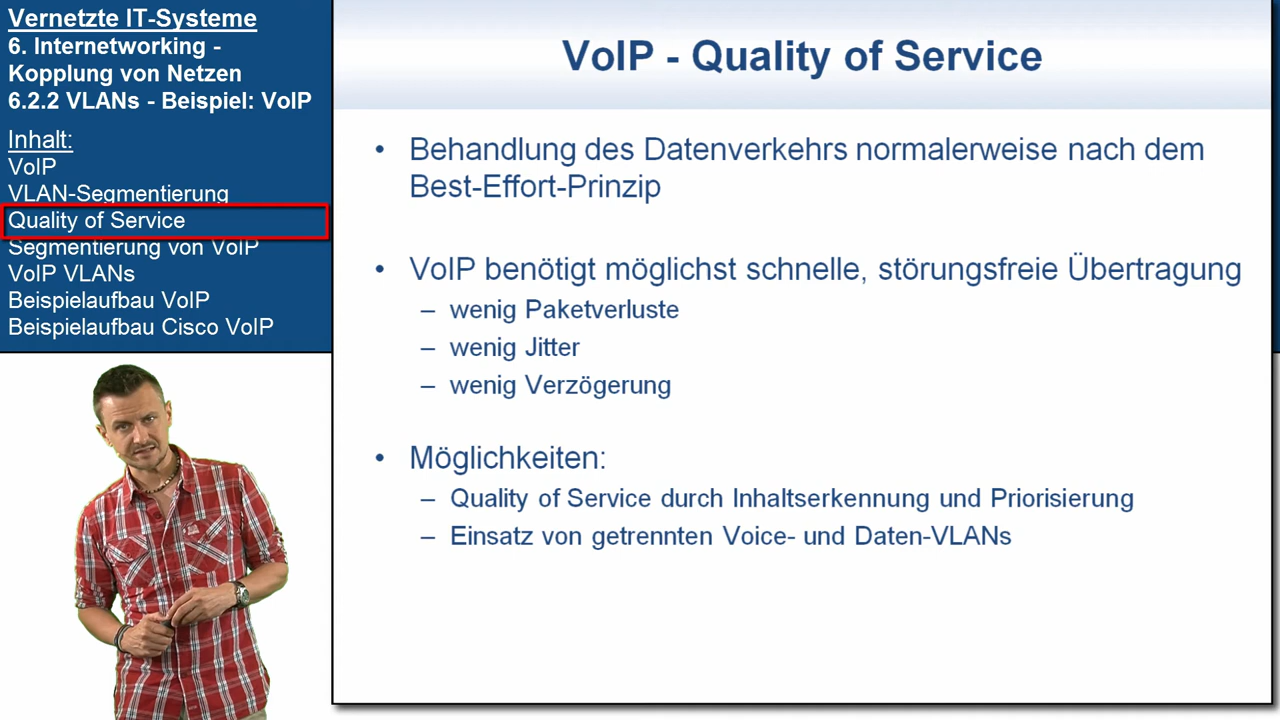 Vernetzte IT-Systeme
6. Internetworking -
Kopplung von Netzen
6.2.2 VLANs - Beispiel: VoIP
Inhalt:
VoIP
VLAN-Segmentierung
Quality of Service
Segmentierung von VoIP
VoIP VLANs
Beispielaufbau VoIP
Beispielaufbau Cisco VoIP
VoIP - Quality of Service
• Behandlung des Datenverkehrs normalerweise nach dem
Best-Effort-Prinzip
• VoIP benötigt möglichst schnelle, störungsfreie Übertragung
– wenig Paketverluste
– wenig Jitter
– wenig Verzögerung
• Möglichkeiten:
– Quality of Service durch Inhaltserkennung und Priorisierung
– Einsatz von getrennten Voice- und Daten-VLANs